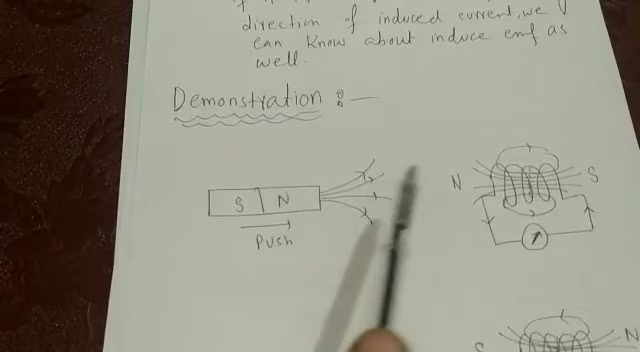 direction of induced current, we
can know about induce emf as
well.
Demonstration :-
S N
Push
N S
N